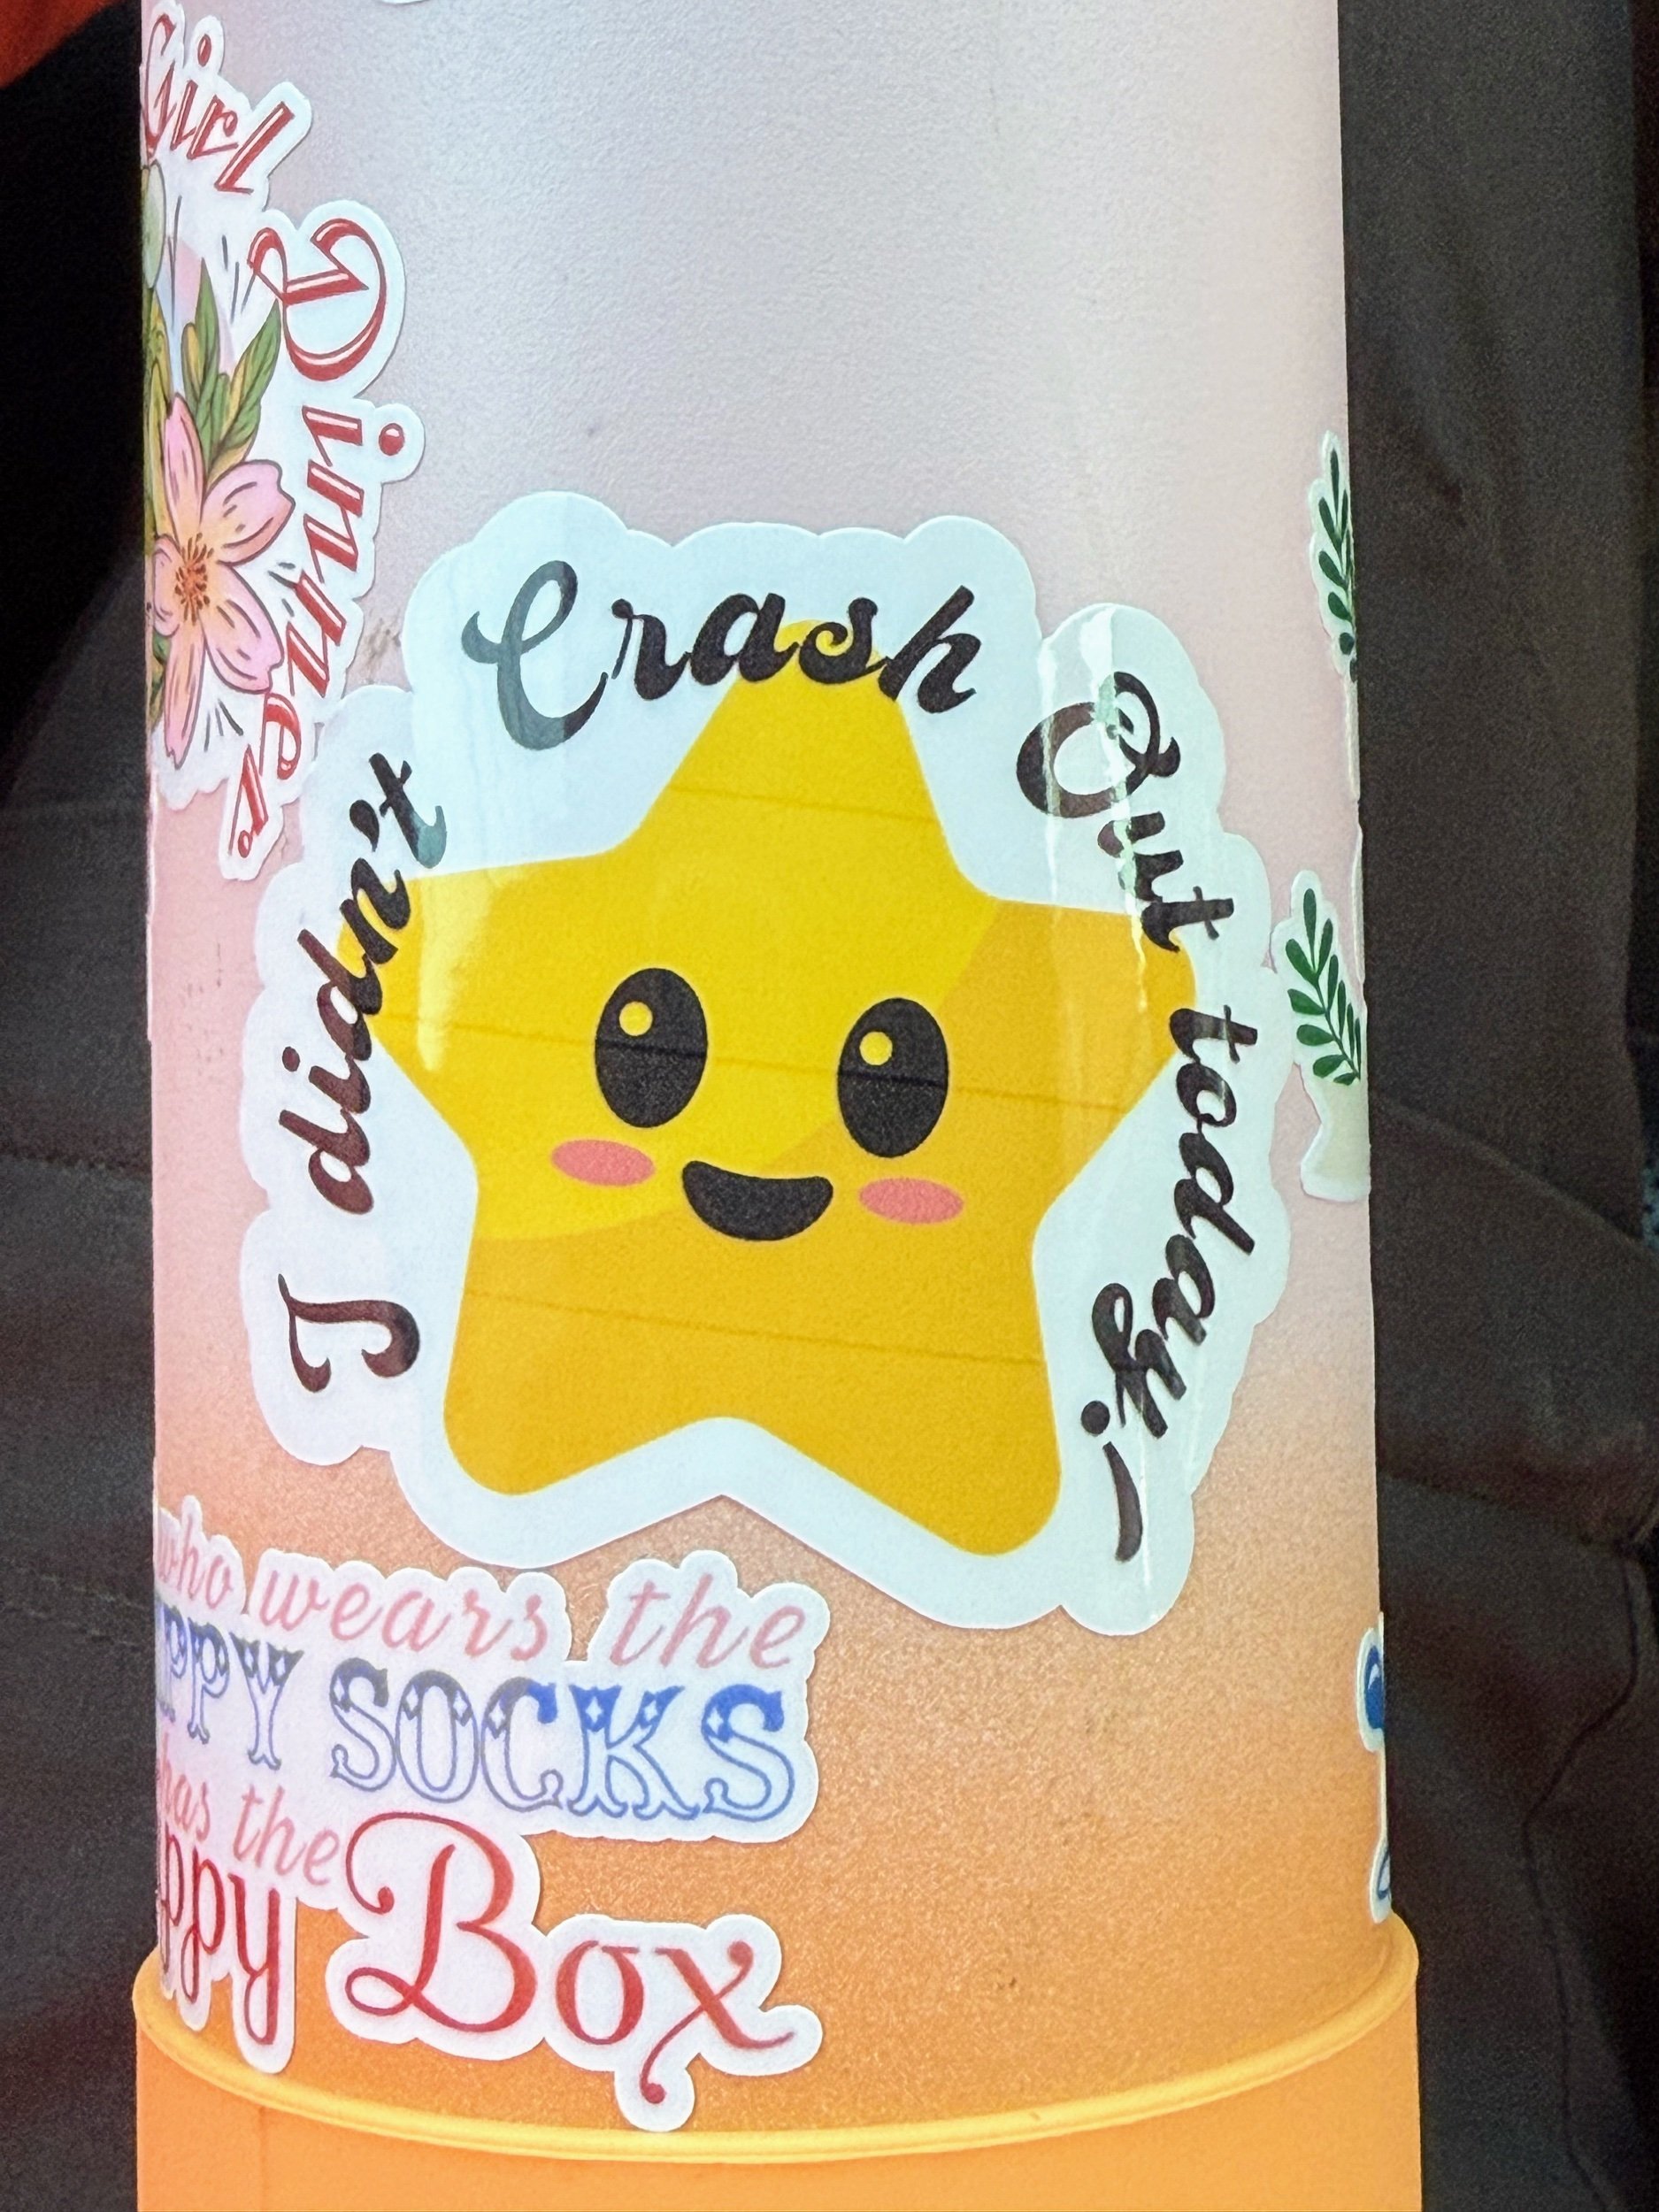 Girl
Dinner
I didn't Crash Out today!
who wears the
SOCKS
the
Box